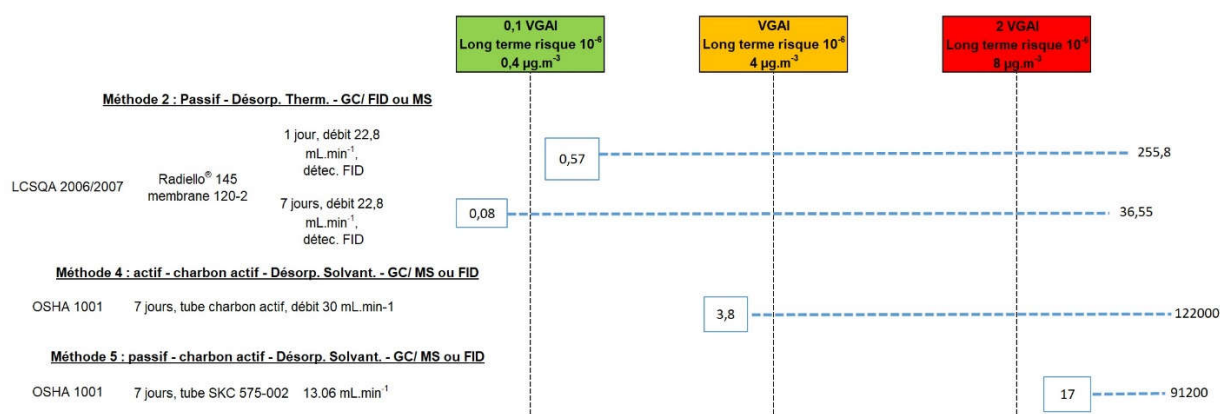 0,1 VGAI
Long terme risque 10⁻⁶
0,4 µg.m⁻³
VGAI
Long terme risque 10⁻⁶
4 µg.m⁻³
2 VGAI
Long terme risque 10⁻⁶
8 µg.m⁻³
Méthode 2 : Passif - Désorp. Therm. - GC/ FID ou MS
LCSQA 2006/2007
Radiello® 145
membrane 120-2
1 jour, débit 22,8
mL.min⁻¹,
détec. FID
0,57
255,8
7 jours, débit 22,8
mL.min⁻¹,
détec. FID
0,08
36,55
Méthode 4 : actif - charbon actif - Désorp. Solvant. - GC/ MS ou FID
OSHA 1001 7 jours, tube charbon actif, débit 30 mL.min-1
3,8
122000
Méthode 5 : passif - charbon actif - Désorp. Solvant. - GC/ MS ou FID
OSHA 1001 7 jours, tube SKC 575-002 13.06 mL.min⁻¹
17
91200